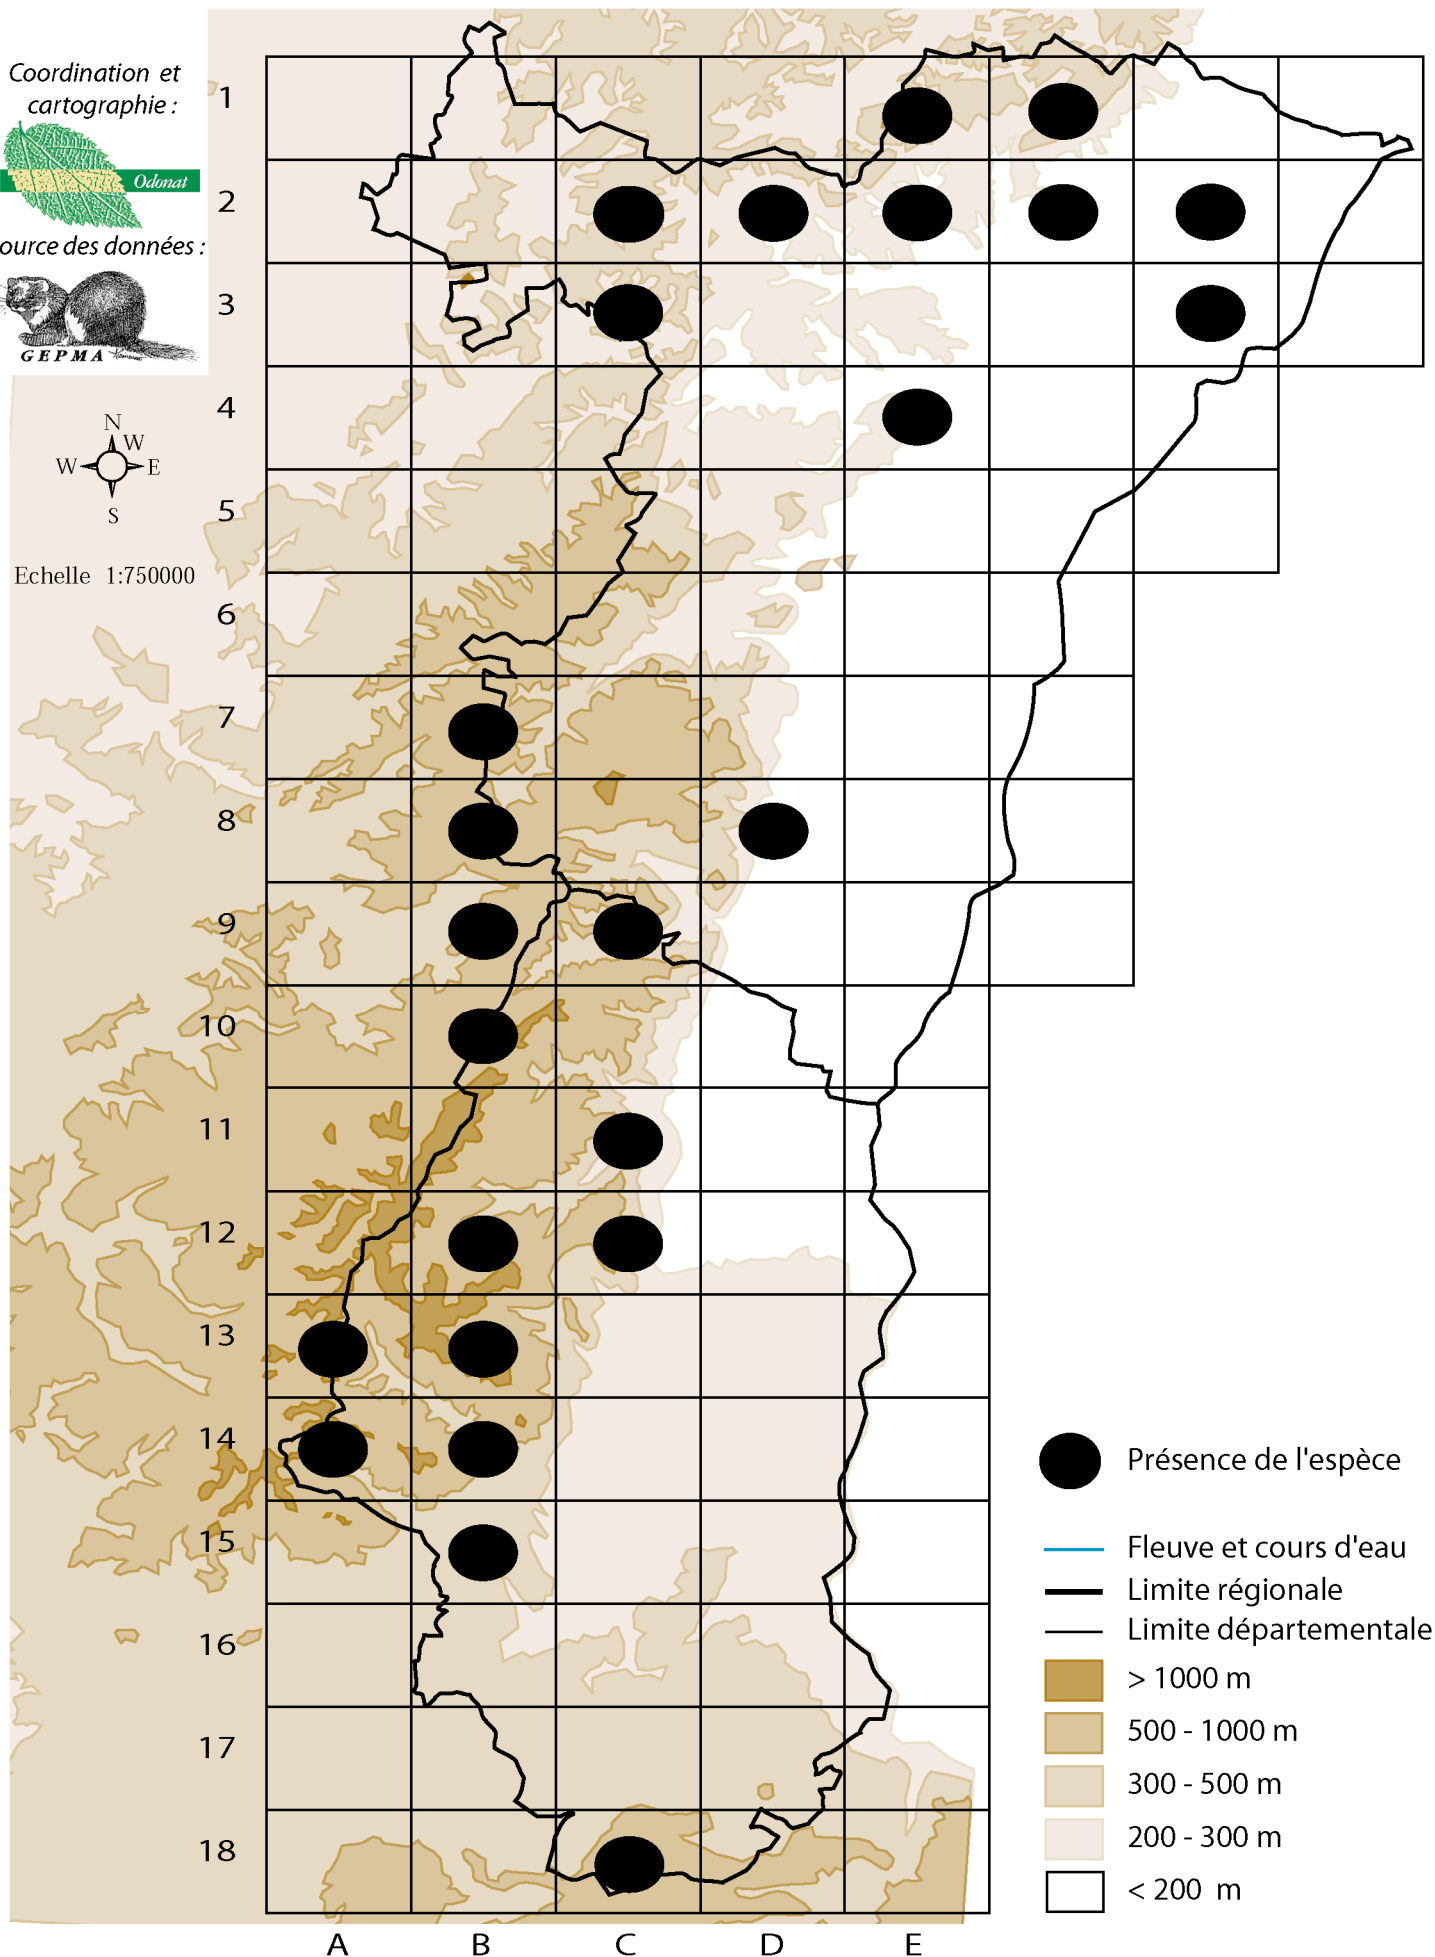 Coordination et
cartographie :
Odonat
ource des données :
GEPMA
N
W
W
E
S
Echelle 1:750000
1
2
3
4
5
6
7
8
9
10
11
12
13
14
15
16
17
18
A B C D E
Présence de l'espèce
Fleuve et cours d'eau
Limite régionale
Limite départementale
> 1000 m
500 - 1000 m
300 - 500 m
200 - 300 m
< 200 m